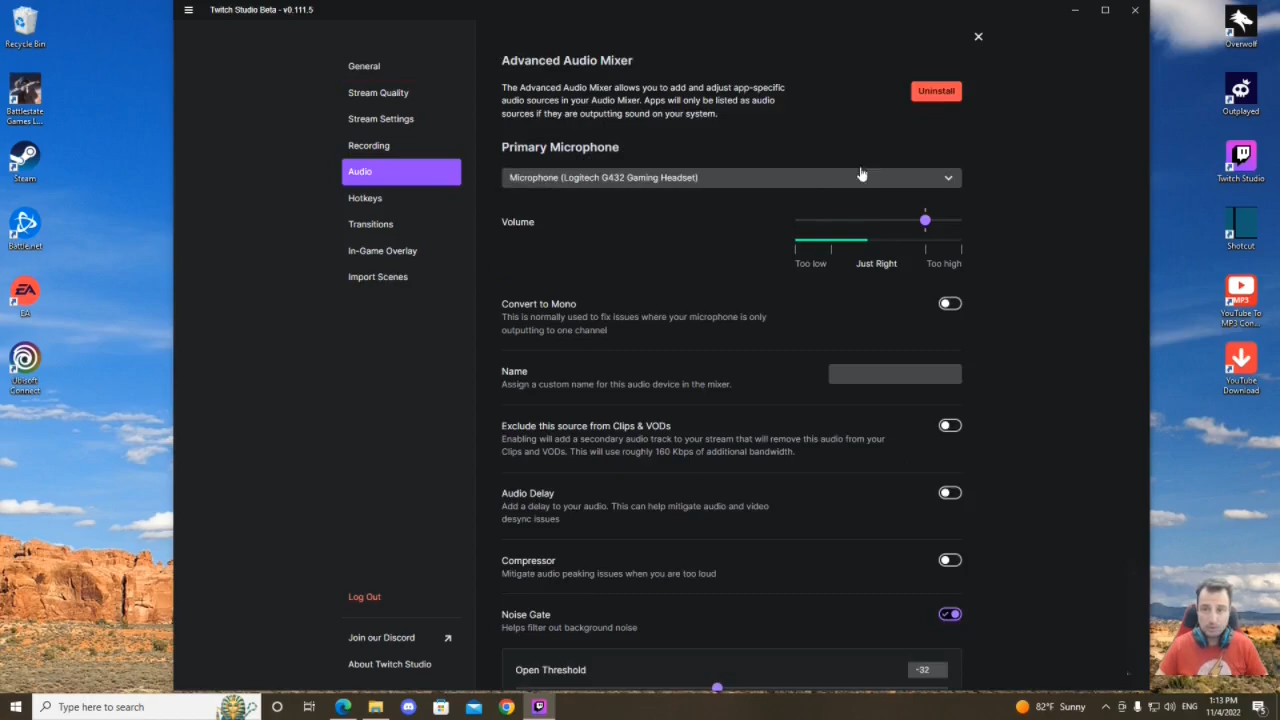 Twitch Studio Beta - v0.111.5
Recycle Bin
Battlestate
Games L...
Steam
Battle.net
EA
EA
Ubisoft
Connect
General
Stream Quality
Stream Settings
Recording
Audio
Hotkeys
Transitions
In-Game Overlay
Import Scenes
Log Out
Join our Discord
About Twitch Studio
Advanced Audio Mixer
The Advanced Audio Mixer allows you to add and adjust app-specific
audio sources in your Audio Mixer. Apps will only be listed as audio
sources if they are outputting sound on your system.
Uninstall
Primary Microphone
Microphone (Logitech G432 Gaming Headset)
Volume
Too low
Just Right
Too high
Convert to Mono
This is normally used to fix issues where your microphone is only
outputting to one channel
Name
Assign a custom name for this audio device in the mixer.
Exclude this source from Clips & VODs
Enabling will add a secondary audio track to your stream that will remove this audio from your
Clips and VODs. This will use roughly 160 Kbps of additional bandwidth.
Audio Delay
Add a delay to your audio. This can help mitigate audio and video
desync issues
Compressor
Mitigate audio peaking issues when you are too loud
Noise Gate
Helps filter out background noise
Open Threshold
-32
Overwolf
Outplayed
Twitch Studio
Shotcut
MP3
YouTube To
MP3 Con...
YouTube
Download
Type here to search
82°F Sunny
ENG
1:13 PM
11/4/2022
5